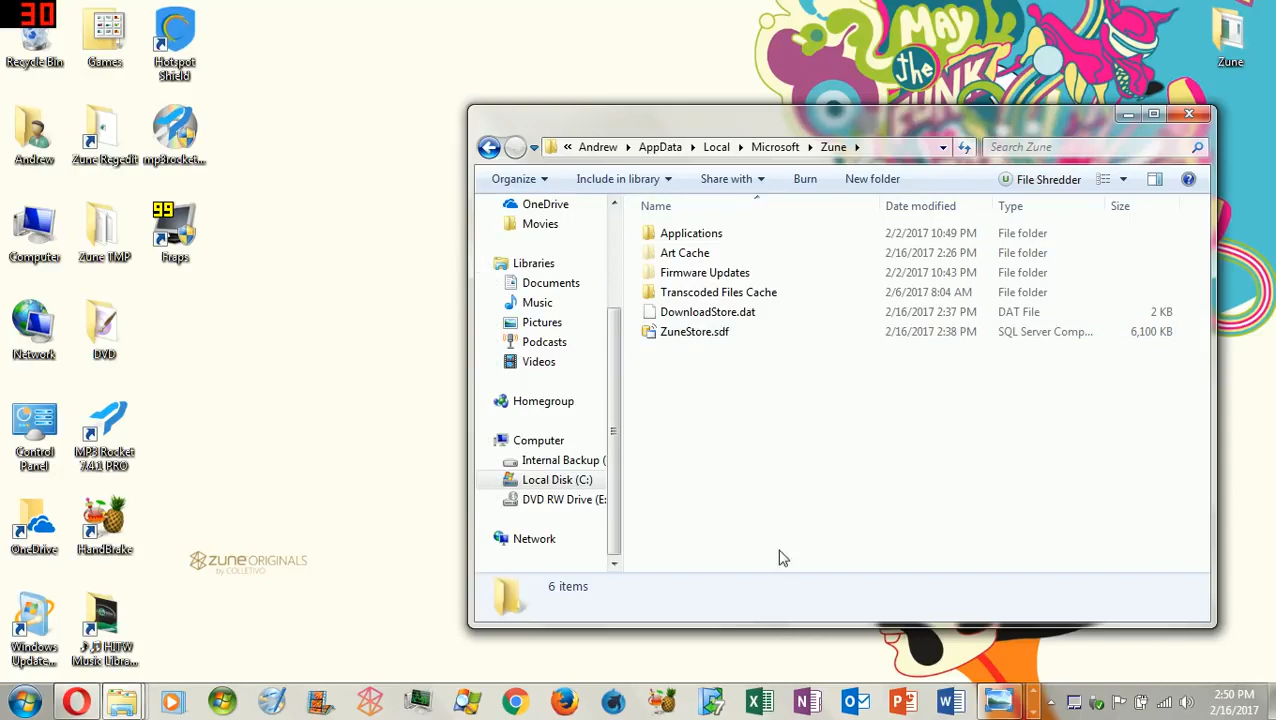 30
Recycle Bin
Games
Hotspot
Shield
MAY
the
FUNK
Zune
Andrew
Zune Regedit
mp3rocket...
Computer
Zune TMP
99
Fraps
Network
DVD
Control
Panel
MP3 Rocket
7.4.1 PRO
OneDrive
HandBrake
zune ORIGINALS
by COLLETIVO
Windows
Update...
♪♫ HJTW
Music Libra...
« Andrew
AppData
Local
Microsoft
Zune
Search Zune
Organize
Include in library
Share with
Burn
New folder
File Shredder
Name
Date modified
Type
Size
OneDrive
Movies
Libraries
Documents
Music
Pictures
Podcasts
Videos
Homegroup
Computer
Internal Backup (
Local Disk (C:)
DVD RW Drive (E:
Network
Applications 2/2/2017 10:49 PM File folder
Art Cache 2/16/2017 2:26 PM File folder
Firmware Updates 2/2/2017 10:43 PM File folder
Transcoded Files Cache 2/6/2017 8:04 AM File folder
DownloadStore.dat 2/16/2017 2:37 PM DAT File 2 KB
ZuneStore.sdf 2/16/2017 2:38 PM SQL Server Comp... 6,100 KB
6 items
2:50 PM
2/16/2017